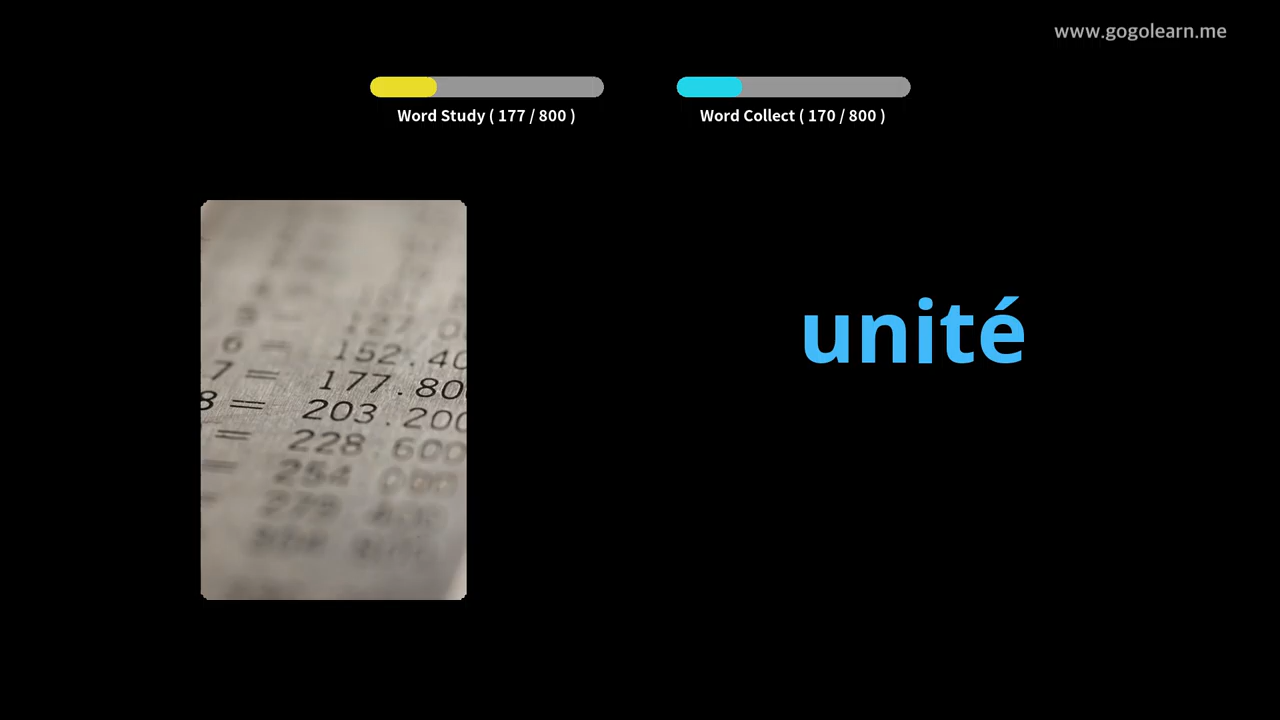 www.gogolearn.me
Word Study ( 177 / 800 )
Word Collect ( 170 / 800 )
unité
6 = 152.40
7 = 177.80
8 = 203.200
= 228.600
= 254